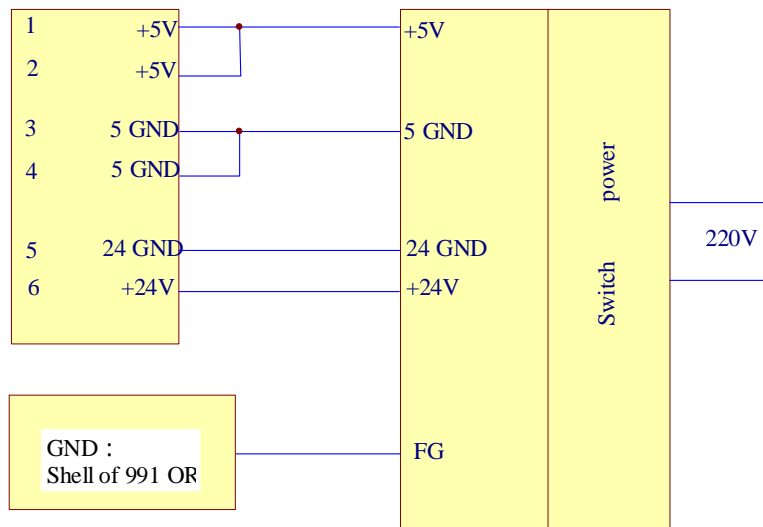 1 +5V +5V
2 +5V
3 5 GND 5 GND
4 5 GND
5 24 GND 24 GND
6 +24V +24V
220V
Switch power
GND :
Shell of 991 OR
FG